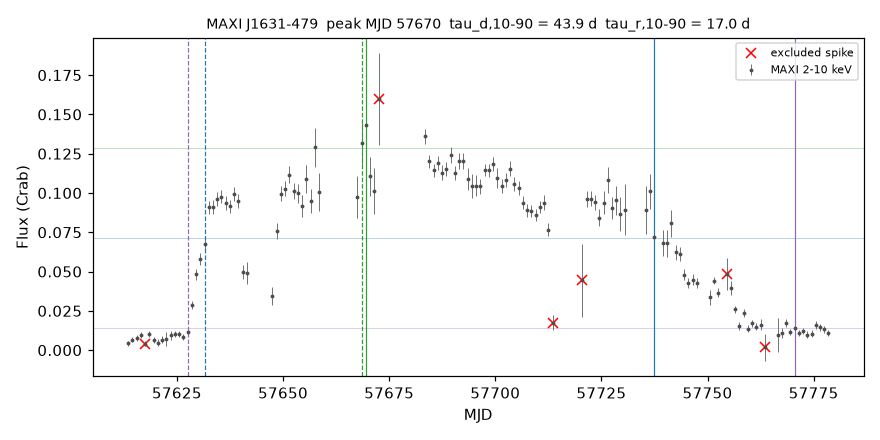 MAXI J1631-479 peak MJD 57670 tau_d,10-90 = 43.9 d tau_r,10-90 = 17.0 d
excluded spike
MAXI 2-10 keV
Flux (Crab)
0.175
0.150
0.125
0.100
0.075
0.050
0.025
0.000
57625 57650 57675 57700 57725 57750 57775
MJD